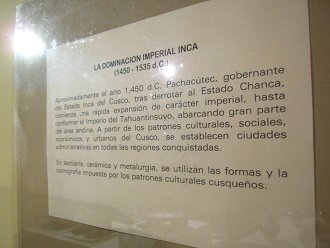 LA DOMINACION IMPERIAL INCA
(1450 - 1535 d.C.)
Aproximadamente el año 1,450 d.C. Pachacútec, gobernante
del Estado Inca del Cusco, tras derrotar al Estado Chanca,
comienza una rápida expansión de carácter imperial, hasta
conformar el Imperio del Tahuantinsuyo, abarcando gran parte
del área andina. A partir de los patrones culturales, sociales,
económicos y urbanos del Cusco, se establecen ciudades
administrativas en todas las regiones conquistadas.
En textilería, cerámica y metalurgia, se utilizan las formas y la
iconografía impuesta por los patrones culturales cusqueños.